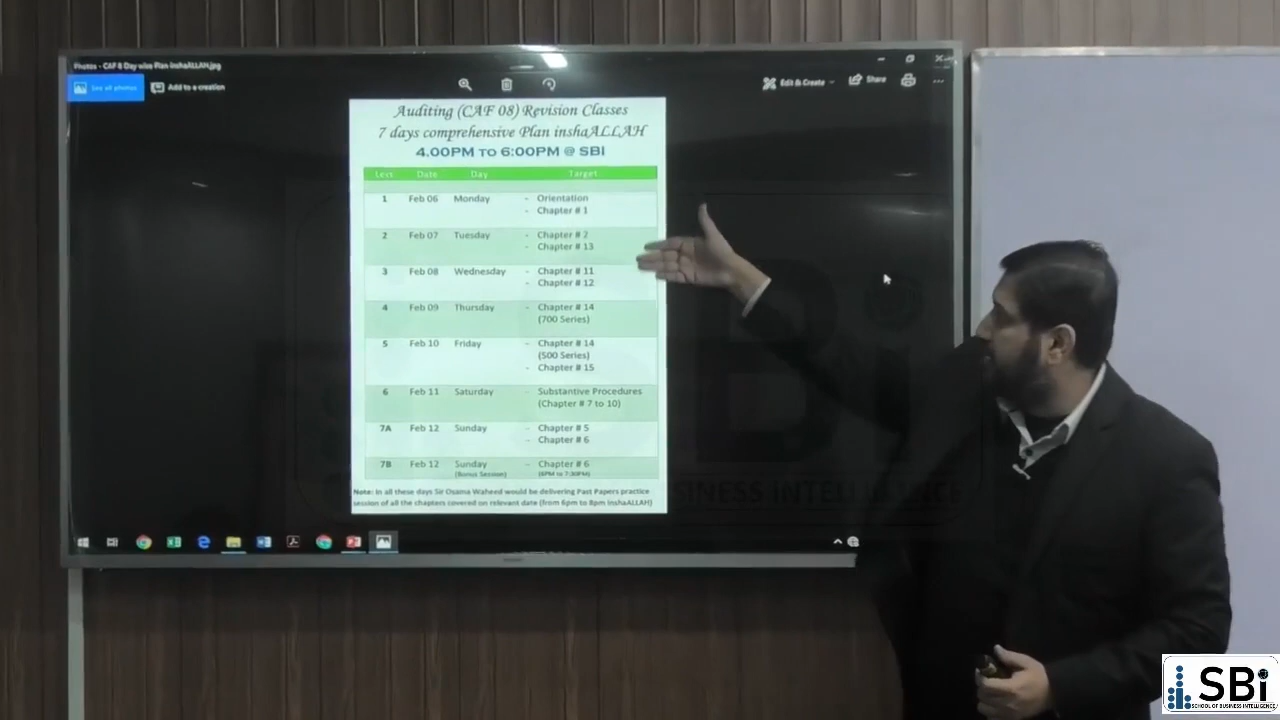 Photos - CAF 8 Day wise Plan inshaALLAH.jpg
See all photos
Add to a creation
Edit & Create
Share
Auditing (CAF 08) Revision Classes
7 days comprehensive Plan inshaALLAH
4.00PM TO 6:00PM @ SBI
Lect Date Day Target
1 Feb 06 Monday - Orientation
- Chapter # 1
2 Feb 07 Tuesday - Chapter # 2
- Chapter # 13
3 Feb 08 Wednesday - Chapter # 11
- Chapter # 12
4 Feb 09 Thursday - Chapter # 14
(700 Series)
5 Feb 10 Friday - Chapter # 14
(500 Series)
- Chapter # 15
6 Feb 11 Saturday - Substantive Procedures
(Chapter # 7 to 10)
7A Feb 12 Sunday - Chapter # 5
- Chapter # 6
7B Feb 12 Sunday - Chapter # 6
(Bonus Session) (6PM to 7:30PM)
Note: In all these days Sir Osama Waheed would be delivering Past Papers practice
session of all the chapters covered on relevant date (from 6pm to 8pm inshaALLAH)
SBi
BUSINESS INTELLIGENCE
SBi
SCHOOL OF BUSINESS INTELLIGENCE